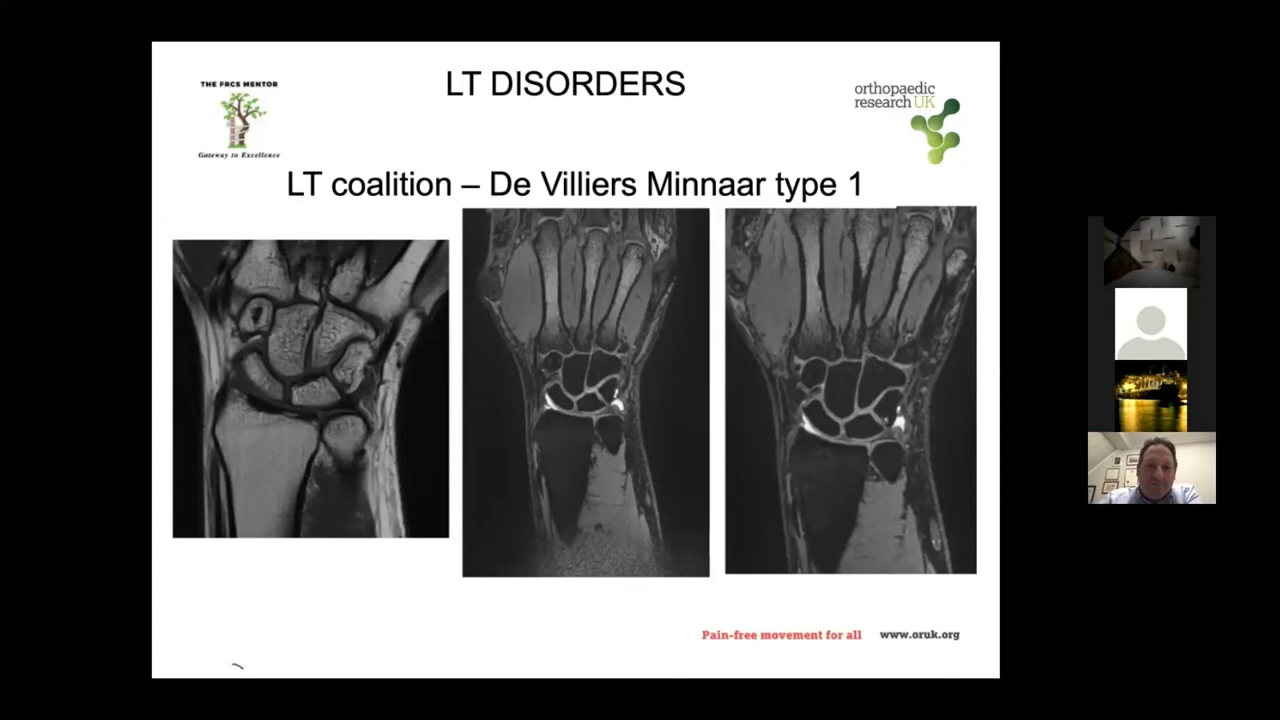 THE FRCS MENTOR
Gateway to Excellence
LT DISORDERS
orthopaedic
research UK
LT coalition – De Villiers Minnaar type 1
Pain-free movement for all www.oruk.org